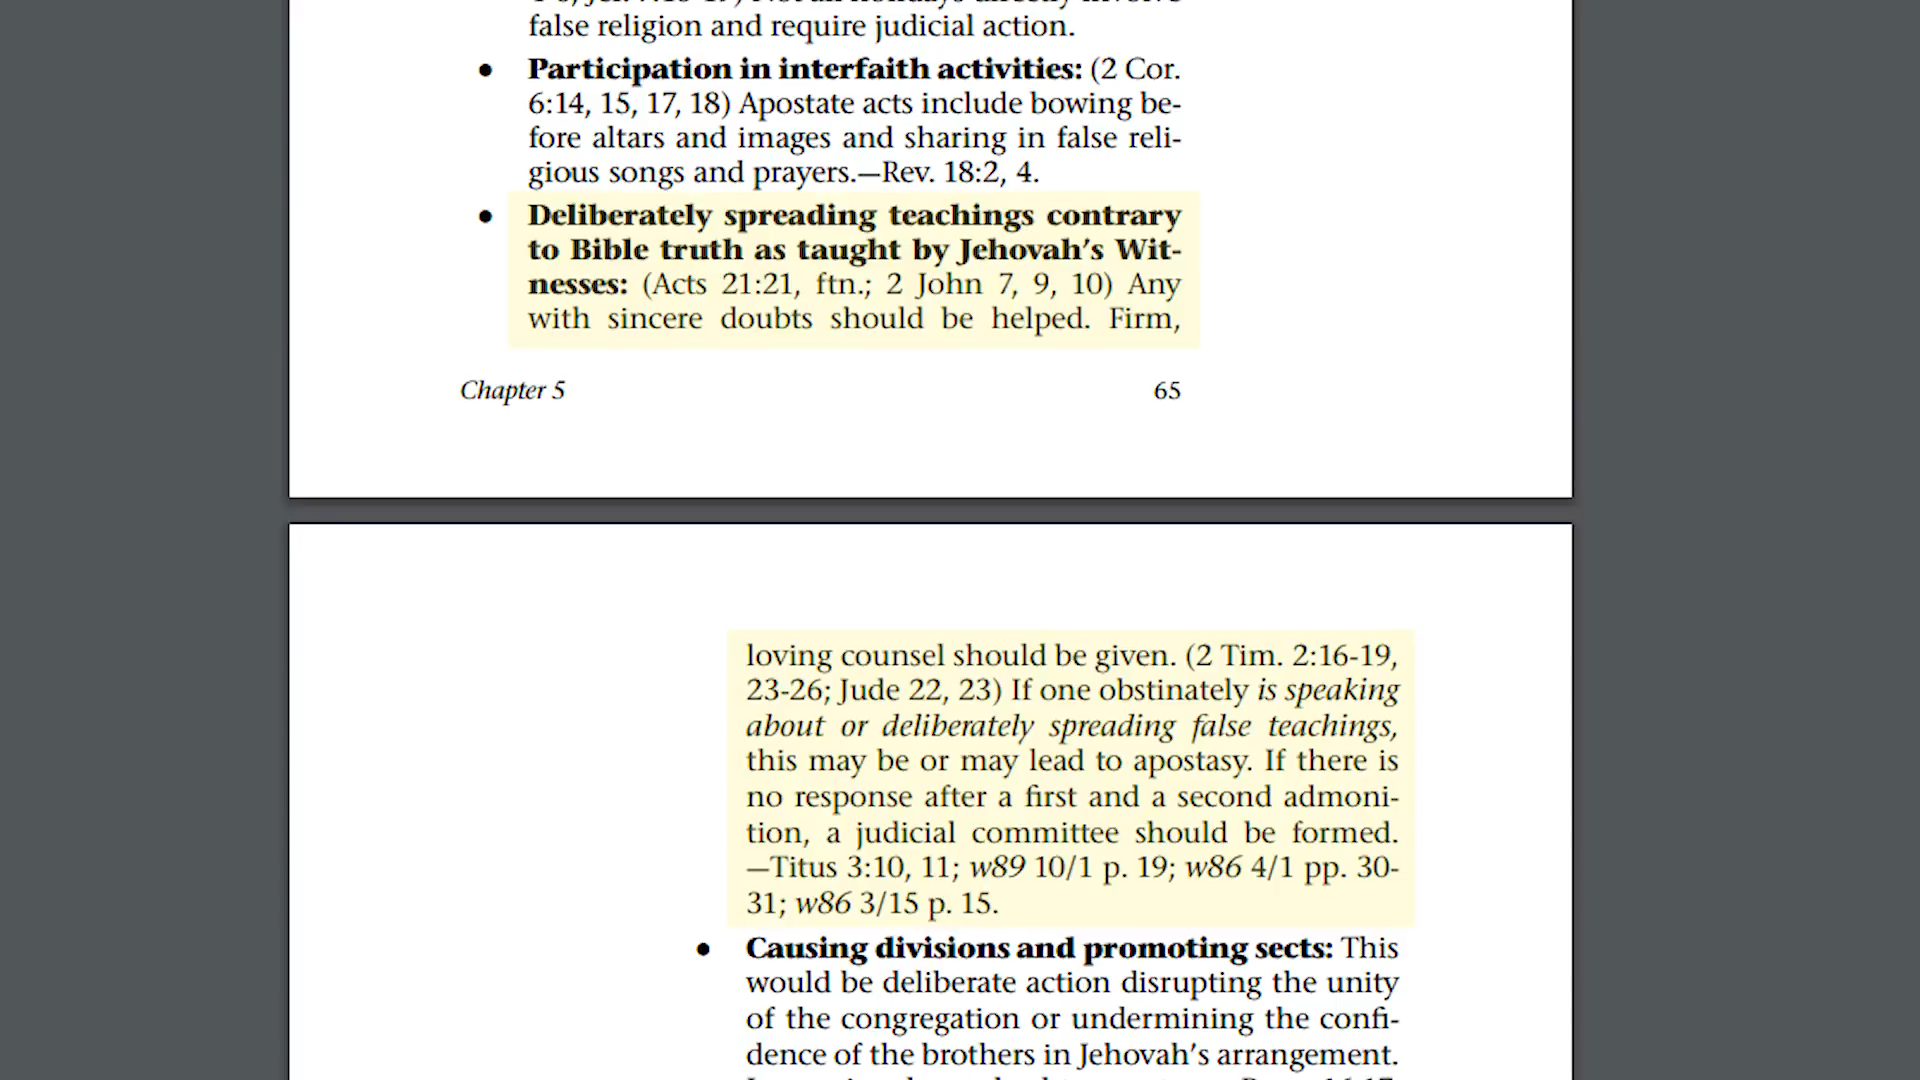 false religion and require judicial action.
• Participation in interfaith activities: (2 Cor.
6:14, 15, 17, 18) Apostate acts include bowing be-
fore altars and images and sharing in false reli-
gious songs and prayers.—Rev. 18:2, 4.
• Deliberately spreading teachings contrary
to Bible truth as taught by Jehovah's Wit-
nesses: (Acts 21:21, ftn.; 2 John 7, 9, 10) Any
with sincere doubts should be helped. Firm,
Chapter 5
65
loving counsel should be given. (2 Tim. 2:16-19,
23-26; Jude 22, 23) If one obstinately is speaking
about or deliberately spreading false teachings,
this may be or may lead to apostasy. If there is
no response after a first and a second admoni-
tion, a judicial committee should be formed.
—Titus 3:10, 11; w89 10/1 p. 19; w86 4/1 pp. 30-
31; w86 3/15 p. 15.
• Causing divisions and promoting sects: This
would be deliberate action disrupting the unity
of the congregation or undermining the confi-
dence of the brothers in Jehovah's arrangement.